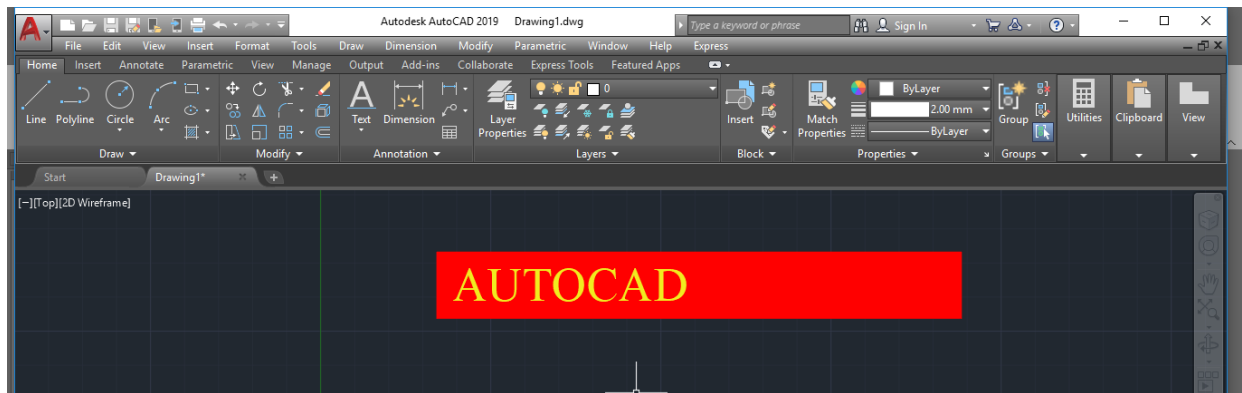 Autodesk AutoCAD 2019 Drawing1.dwg Type a keyword or phrase Sign In
File Edit View Insert Format Tools Draw Dimension Modify Parametric Window Help Express
Home Insert Annotate Parametric View Manage Output Add-ins Collaborate Express Tools Featured Apps
0 ByLayer
Line Polyline Circle Arc Text Dimension Layer Properties Insert Match Properties 2.00 mm Group Utilities Clipboard View
ByLayer
Draw Modify Annotation Layers Block Properties Groups
Start Drawing1* +
[−][Top][2D Wireframe]
AUTOCAD